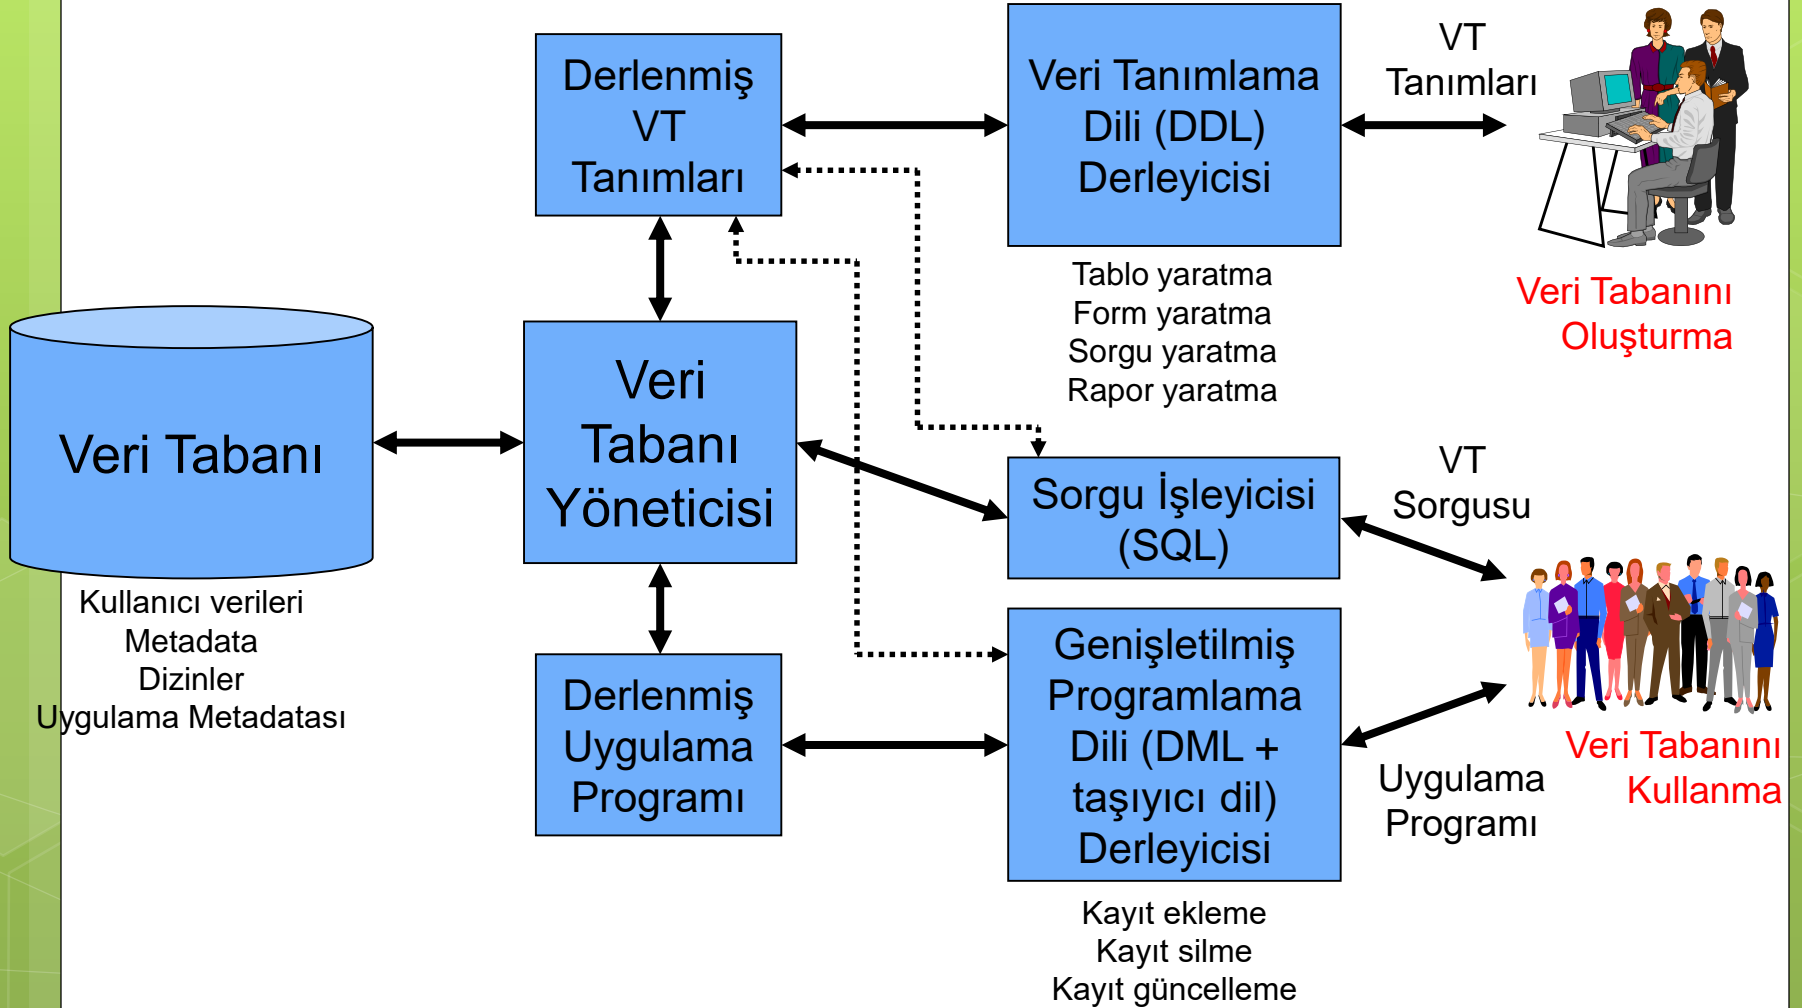 Derlenmiş
VT
Tanımları
Veri Tanımlama
Dili (DDL)
Derleyicisi
VT
Tanımları
Tablo yaratma
Form yaratma
Sorgu yaratma
Rapor yaratma
Veri Tabanını
Oluşturma
Veri Tabanı
Kullanıcı verileri
Metadata
Dizinler
Uygulama Metadatası
Veri
Tabanı
Yöneticisi
Sorgu İşleyicisi
(SQL)
VT
Sorgusu
Derlenmiş
Uygulama
Programı
Genişletilmiş
Programlama
Dili (DML +
taşıyıcı dil)
Derleyicisi
Uygulama
Programı
Veri Tabanını
Kullanma
Kayıt ekleme
Kayıt silme
Kayıt güncelleme